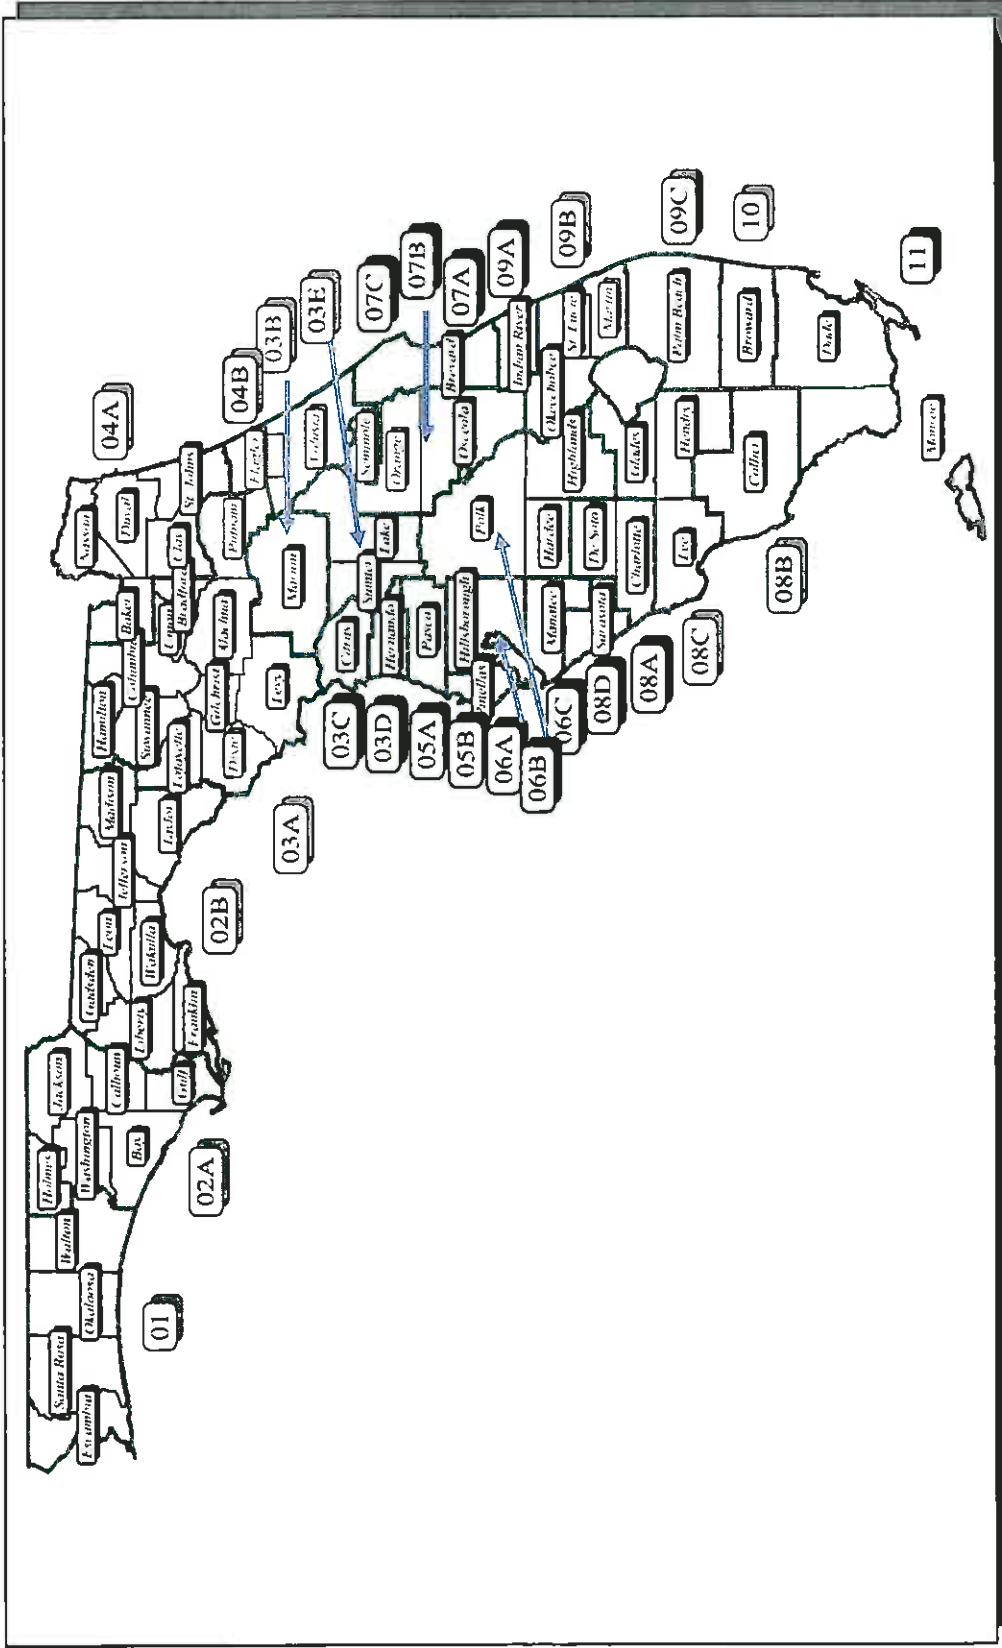 Escambia
Santa Rosa
Okaloosa
Walton
Holmes
Washington
Jackson
Bay
Calhoun
Gulf
Liberty
Franklin
Gadsden
Leon
Wakulla
Jefferson
Madison
Taylor
Hamilton
Suwannee
Lafayette
Columbia
Dixie
Gilchrist
Levy
Baker
Union
Bradford
Alachua
Nassau
Duval
Clay
St. Johns
Putnam
Flagler
Marion
Volusia
Citrus
Sumter
Lake
Hernando
Pasco
Seminole
Orange
Pinellas
Hillsborough
Polk
Osceola
Brevard
Indian River
Manatee
Hardee
Highlands
Okeechobee
St. Lucie
Sarasota
De Soto
Martin
Charlotte
Glades
Lee
Hendry
Palm Beach
Collier
Broward
Dade
01
02A
02B
03A
04A
04B
03B
03E
07C
07B
07A
09A
09B
09C
10
11
03C
03D
05A
05B
06A
06B
06C
08D
08A
08C
08B